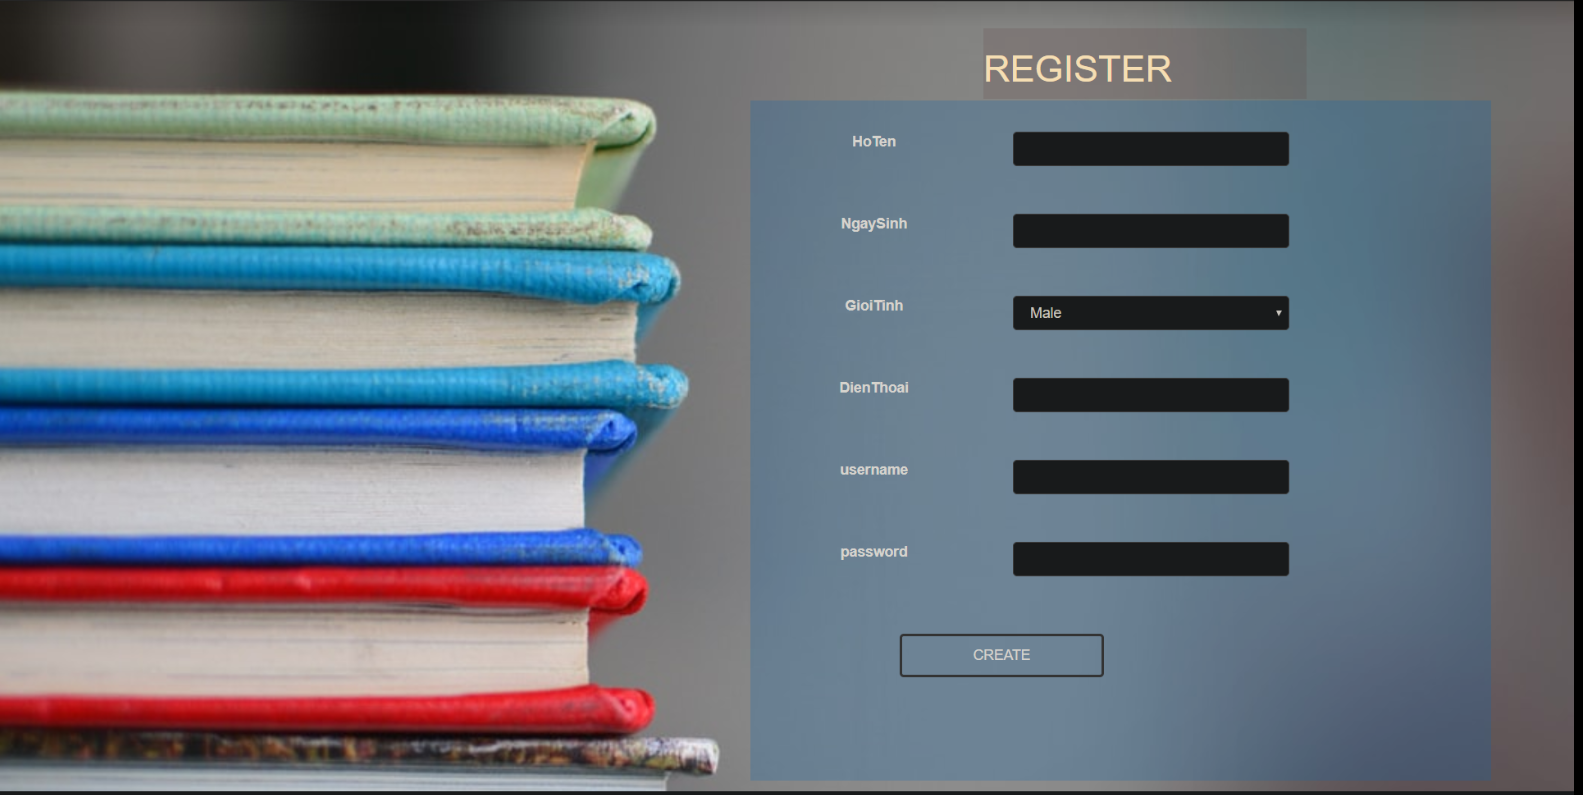 REGISTER
HoTen
NgaySinh
GioiTinh
Male
DienThoai
username
password
CREATE